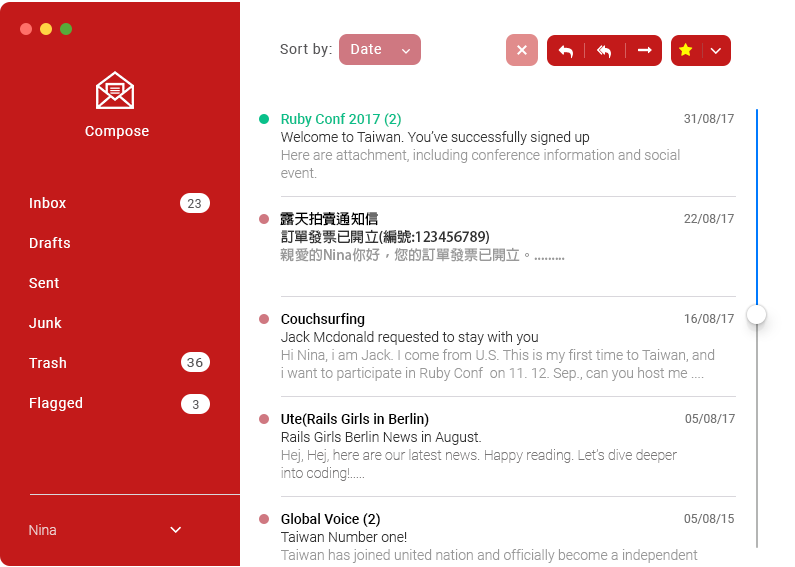 Compose
Inbox 23
Drafts
Sent
Junk
Trash 36
Flagged 3
Nina
Sort by: Date
Ruby Conf 2017 (2) 31/08/17
Welcome to Taiwan. You’ve successfully signed up
Here are attachment, including conference information and social
event.
露天拍賣通知信 22/08/17
訂單發票已開立(編號:123456789)
親愛的Nina你好，您的訂單發票已開立。.........
Couchsurfing 16/08/17
Jack Mcdonald requested to stay with you
Hi Nina, i am Jack. I come from U.S. This is my first time to Taiwan, and
i want to participate in Ruby Conf on 11. 12. Sep., can you host me ....
Ute(Rails Girls in Berlin) 05/08/17
Rails Girls Berlin News in August.
Hej, Hej, here are our latest news. Happy reading. Let’s dive deeper
into coding!.....
Global Voice (2) 05/08/15
Taiwan Number one!
Taiwan has joined united nation and officially become a independent